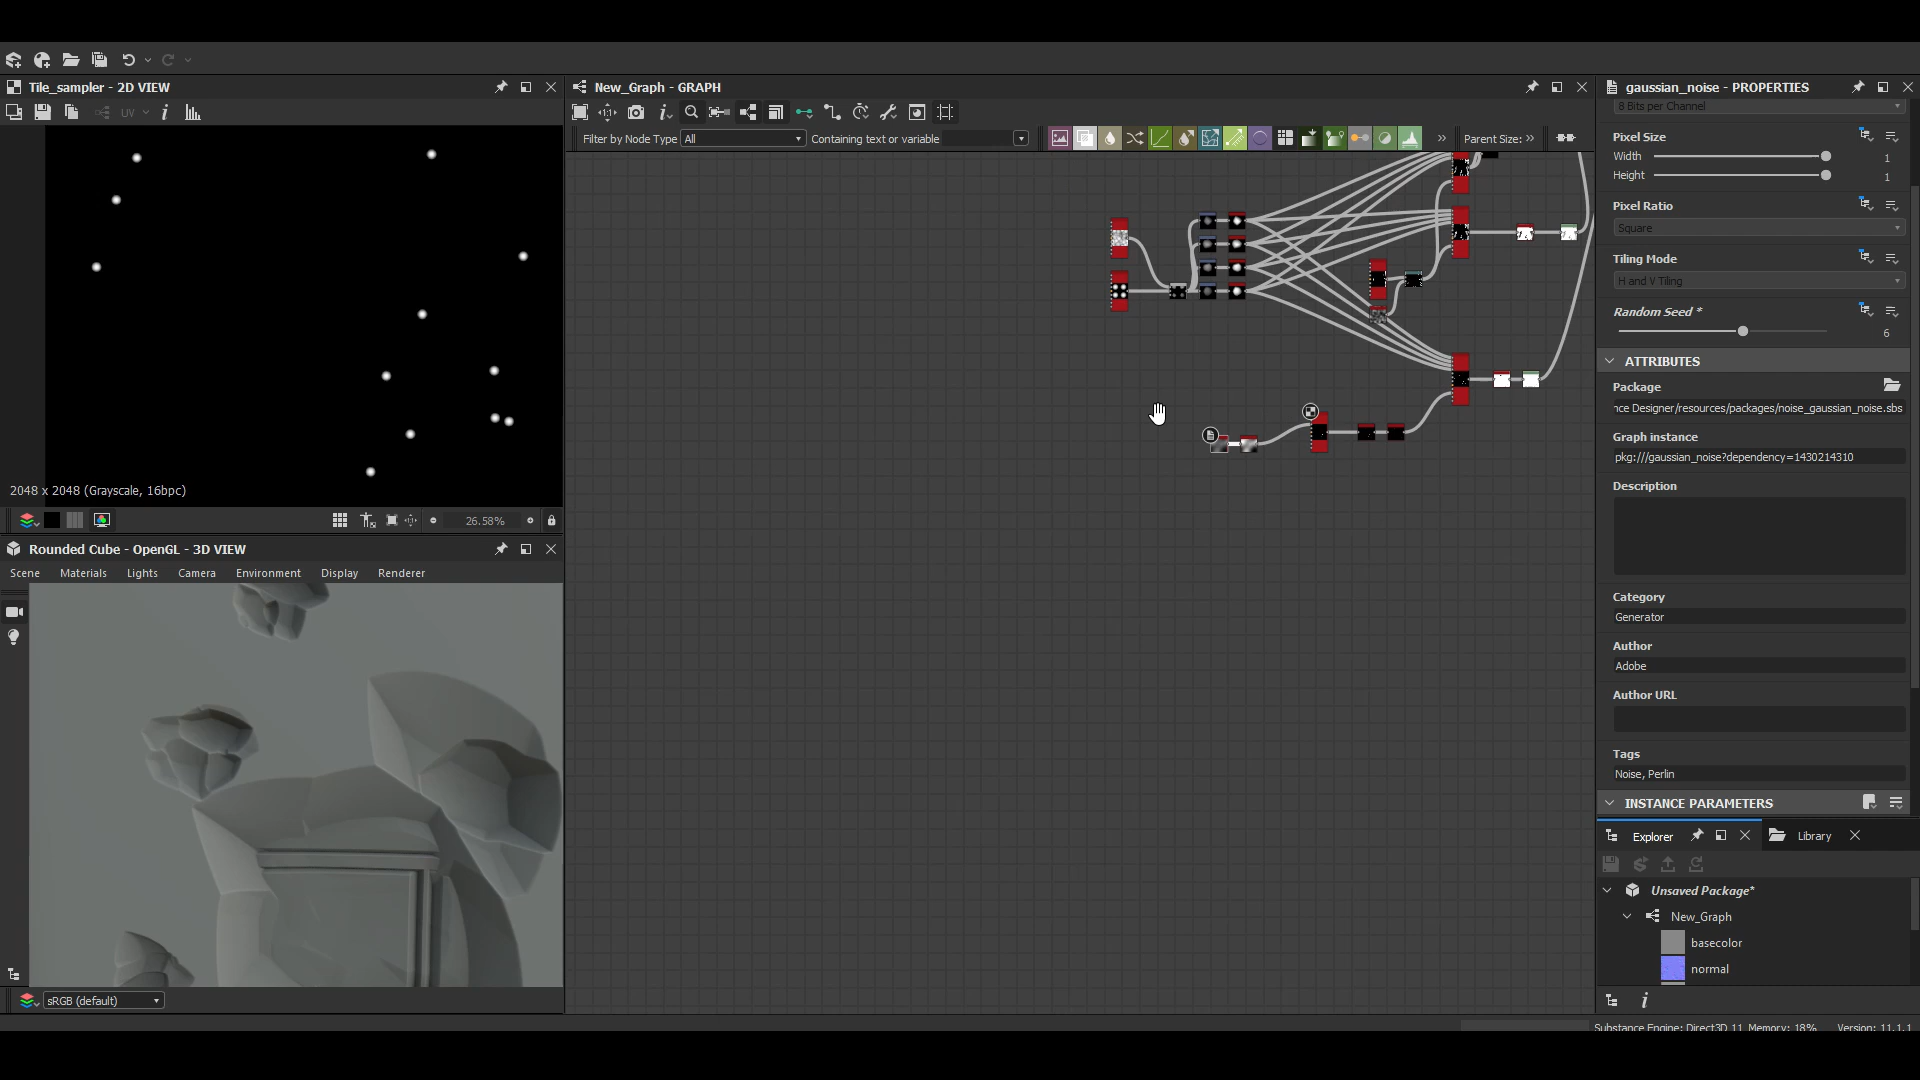 Tile_sampler - 2D VIEW
UV
2048 x 2048 (Grayscale, 16bpc)
26.58%
Rounded Cube - OpenGL - 3D VIEW
Scene Materials Lights Camera Environment Display Renderer
sRGB (default)
New_Graph - GRAPH
Filter by Node Type All Containing text or variable
Parent Size:
gaussian_noise - PROPERTIES
8 Bits per Channel
Pixel Size
Width 1
Height 1
Pixel Ratio
Square
Tiling Mode
H and V Tiling
Random Seed * 
6
ATTRIBUTES
Package
nce Designer/resources/packages/noise_gaussian_noise.sbs
Graph instance
pkg:///gaussian_noise?dependency=1430214310
Description
Category
Generator
Author
Adobe
Author URL
Tags
Noise, Perlin
INSTANCE PARAMETERS
Explorer Library
Unsaved Package*
New_Graph
basecolor
normal
Substance Engine: Direct3D 11 Memory: 18% Version: 11.1.1